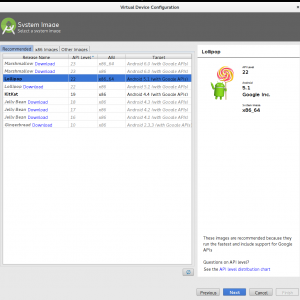 Virtual Device Configuration
System Image
Select a system image
Recommended x86 Images Other Images
Release Name API Level ABI Target
Marshmallow Download 23 x86_64 Android 6.0 (with Google APIs)
Marshmallow Download 23 x86 Android 6.0 (with Google APIs)
Lollipop 22 x86_64 Android 5.1 (with Google APIs)
Lollipop Download 22 x86 Android 5.1 (with Google APIs)
KitKat 19 x86 Android 4.4 (with Google APIs)
Jelly Bean Download 18 x86 Android 4.3 (with Google APIs)
Jelly Bean Download 17 x86 Android 4.2 (with Google APIs)
Jelly Bean Download 16 x86 Android 4.1 (with Google APIs)
Gingerbread Download 10 x86 Android 2.3.3 (with Google APIs)
Lollipop
API Level
22
Android
5.1
Google Inc.
System Image
x86_64
These images are recommended because they
run the fastest and include support for Google
APIs
Questions on API level?
See the API level distribution chart
Previous Next Cancel Finish